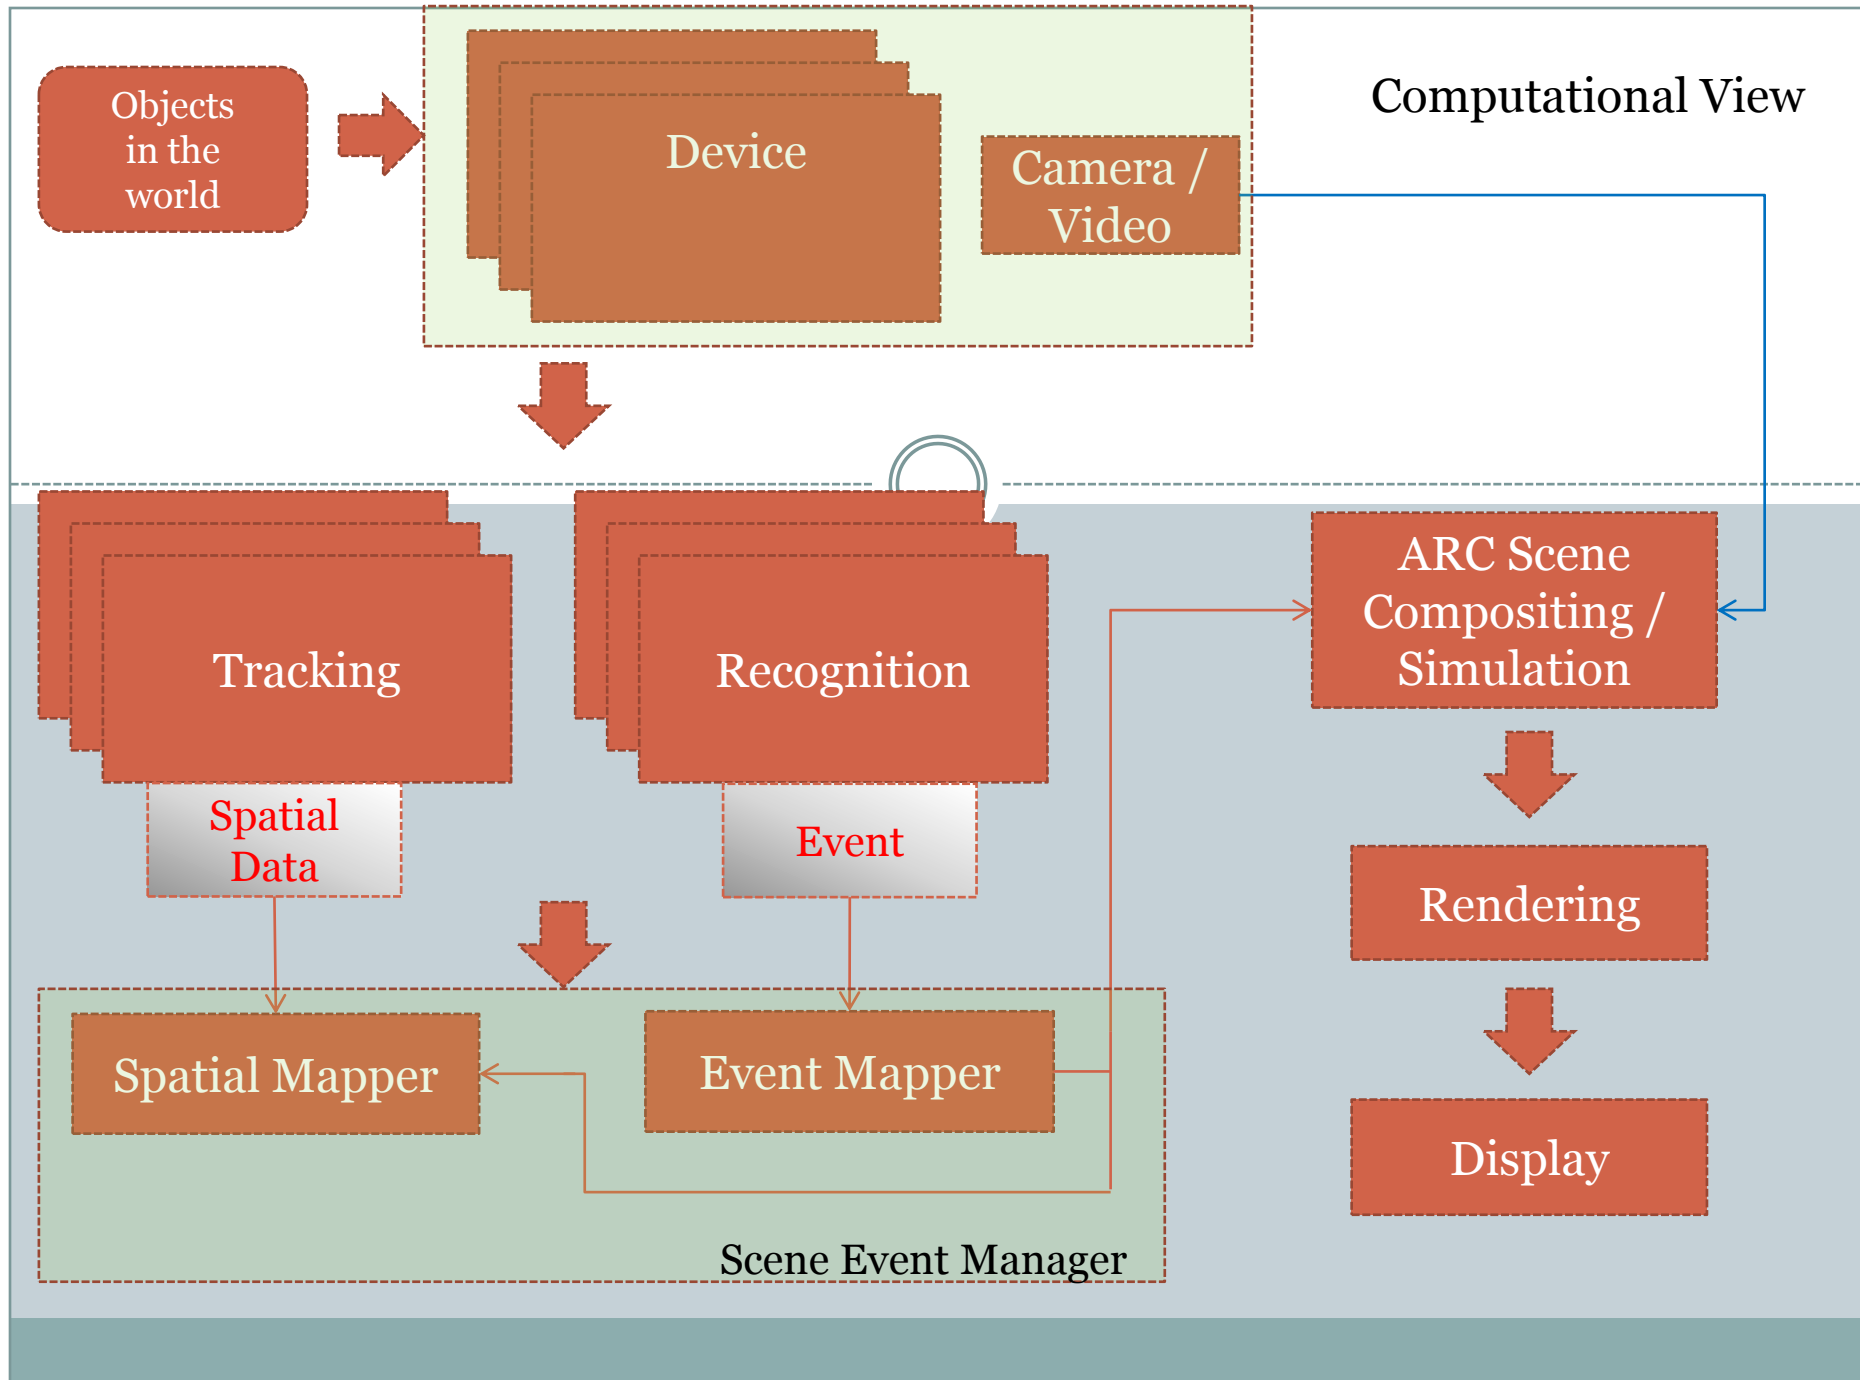 Computational View
Objects
in the
world
Device
Camera /
Video
Tracking
Recognition
ARC Scene
Compositing /
Simulation
Spatial
Data
Event
Rendering
Spatial Mapper
Event Mapper
Display
Scene Event Manager